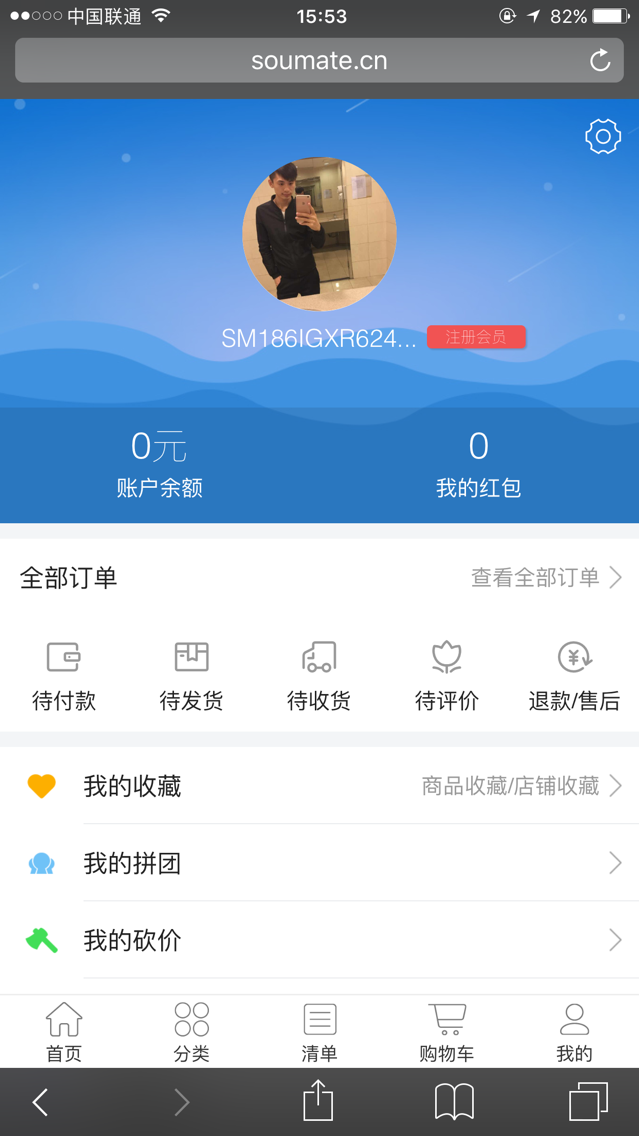 中国联通 15:53 82%
soumate.cn
SM186IGXR624... 注册会员
0元 0
账户余额 我的红包
全部订单 查看全部订单
待付款 待发货 待收货 待评价 退款/售后
我的收藏 商品收藏/店铺收藏
我的拼团
我的砍价
首页 分类 清单 购物车 我的